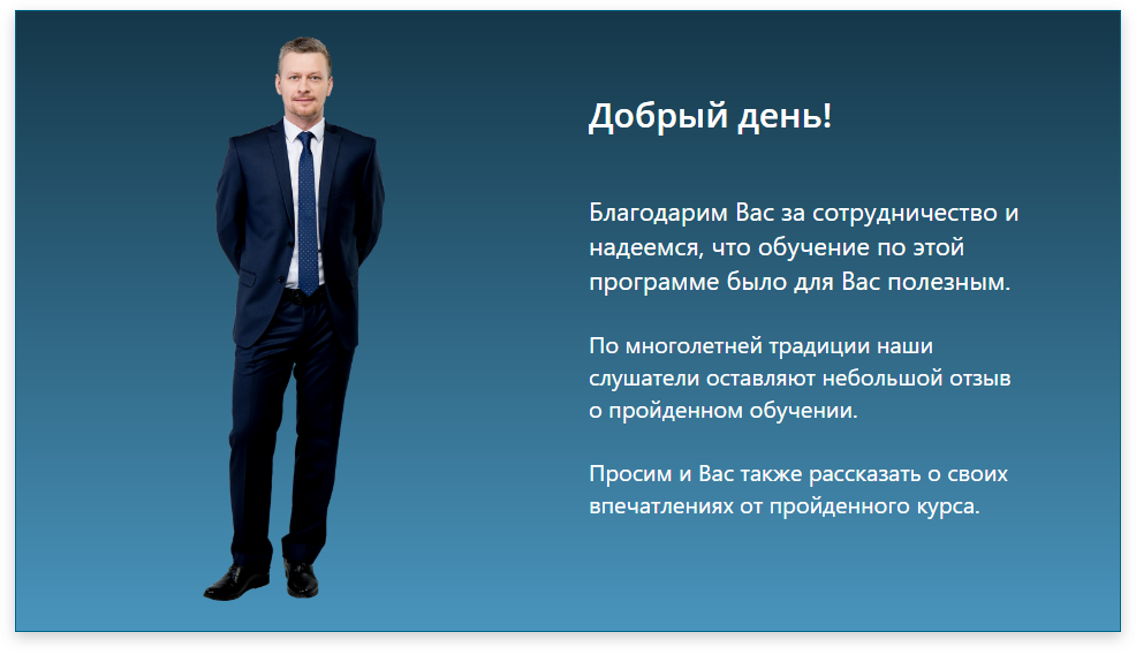 Добрый день!
Благодарим Вас за сотрудничество и
надеемся, что обучение по этой
программе было для Вас полезным.
По многолетней традиции наши
слушатели оставляют небольшой отзыв
о пройденном обучении.
Просим и Вас также рассказать о своих
впечатлениях от пройденного курса.